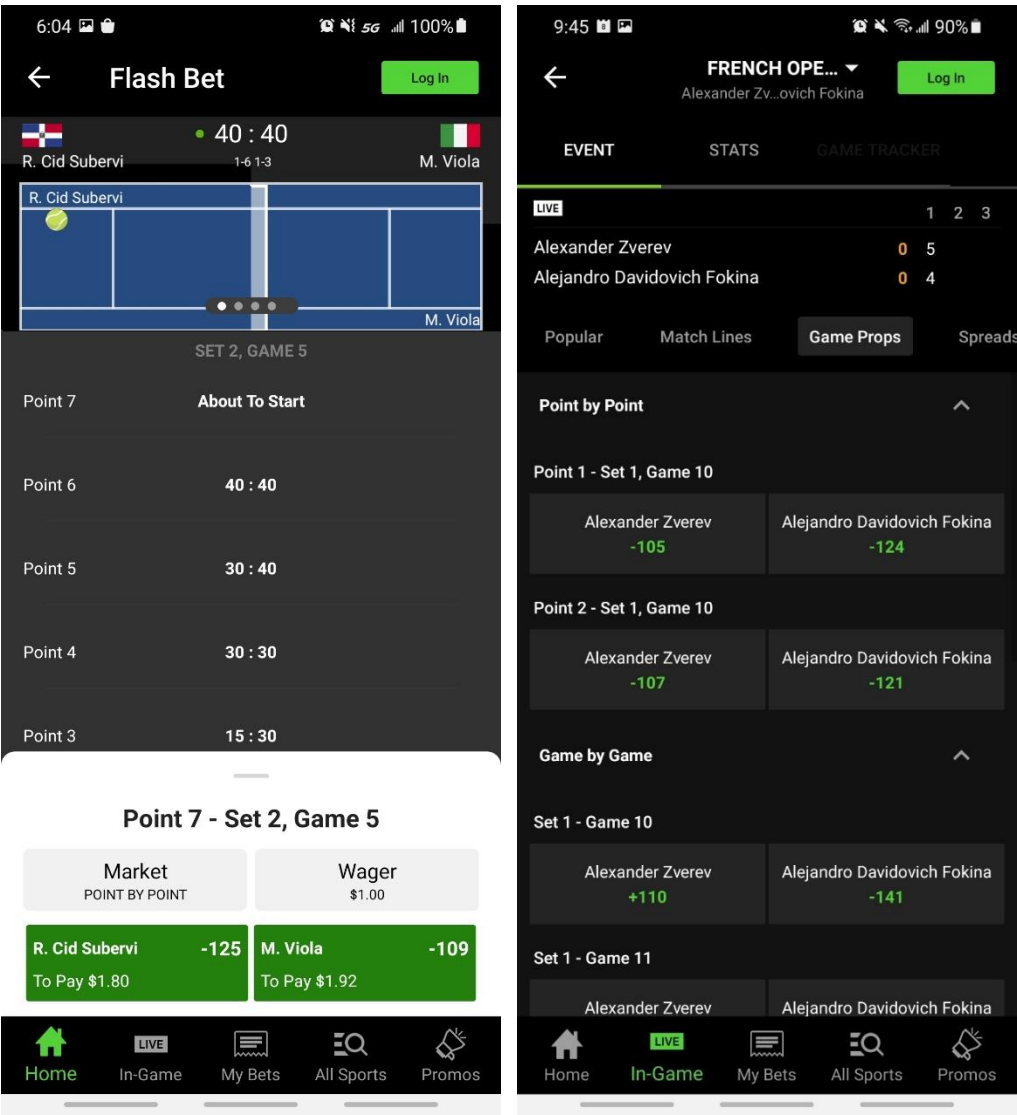 6:04 5G 100%
Flash Bet Log In
40 : 40
R. Cid Subervi 1-6 1-3 M. Viola
R. Cid Subervi
M. Viola
SET 2, GAME 5
Point 7 About To Start
Point 6 40 : 40
Point 5 30 : 40
Point 4 30 : 30
Point 3 15 : 30
Point 7 - Set 2, Game 5
Market Wager
POINT BY POINT $1.00
R. Cid Subervi -125 M. Viola -109
To Pay $1.80 To Pay $1.92
LIVE
Home In-Game My Bets All Sports Promos
9:45 8 90%
FRENCH OPE... Log In
Alexander Zv...ovich Fokina
EVENT STATS GAME TRACKER
LIVE 1 2 3
Alexander Zverev 0 5
Alejandro Davidovich Fokina 0 4
Popular Match Lines Game Props Spreads
Point by Point
Point 1 - Set 1, Game 10
Alexander Zverev Alejandro Davidovich Fokina
-105 -124
Point 2 - Set 1, Game 10
Alexander Zverev Alejandro Davidovich Fokina
-107 -121
Game by Game
Set 1 - Game 10
Alexander Zverev Alejandro Davidovich Fokina
+110 -141
Set 1 - Game 11
Alexander Zverev Alejandro Davidovich Fokina
LIVE
Home In-Game My Bets All Sports Promos